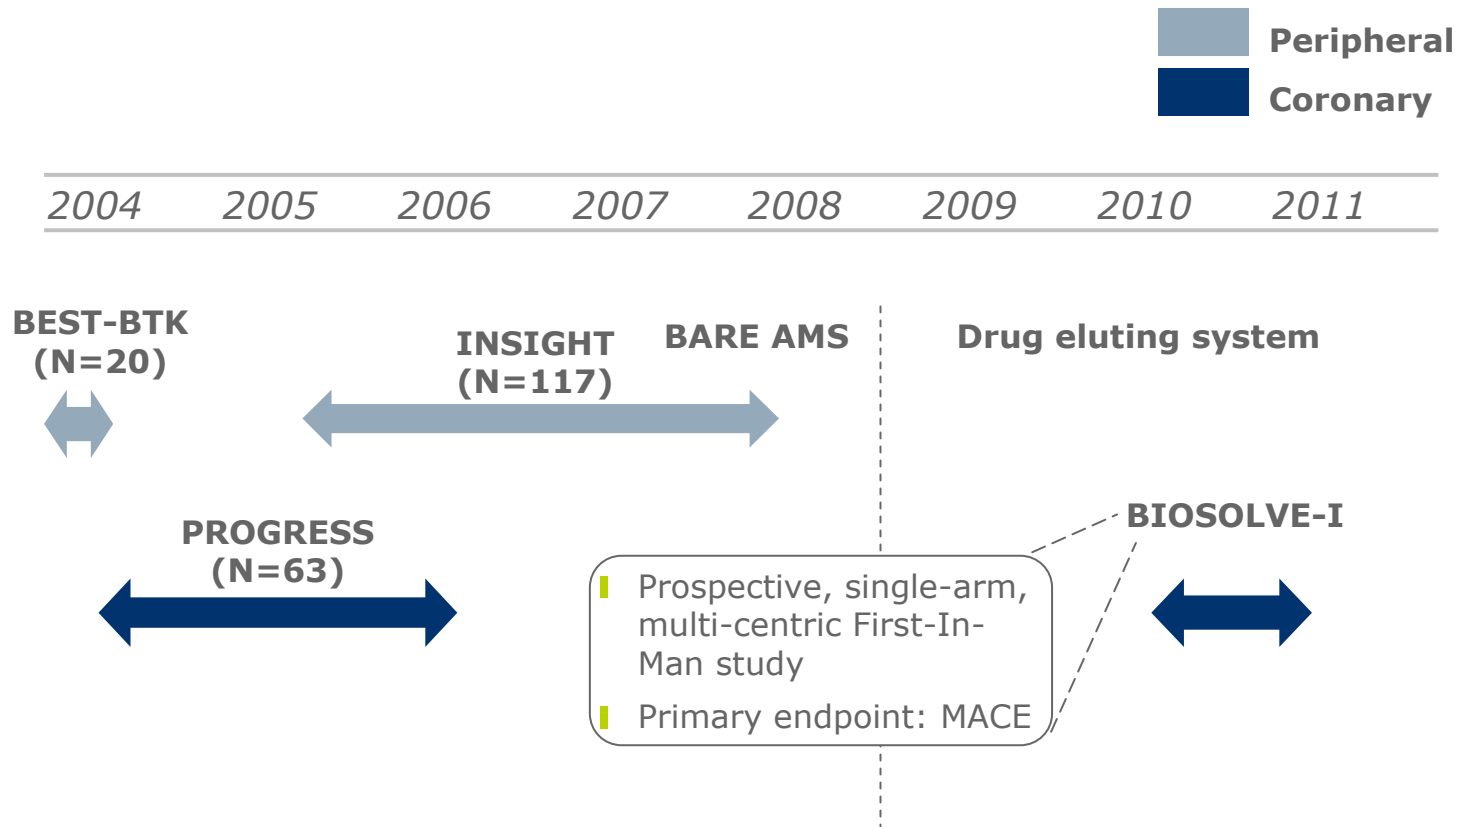 Peripheral
Coronary
2004 2005 2006 2007 2008 2009 2010 2011
BEST-BTK
(N=20)
INSIGHT
(N=117)
BARE AMS
Drug eluting system
PROGRESS
(N=63)
BIOSOLVE-I
Prospective, single-arm,
multi-centric First-In-
Man study
Primary endpoint: MACE